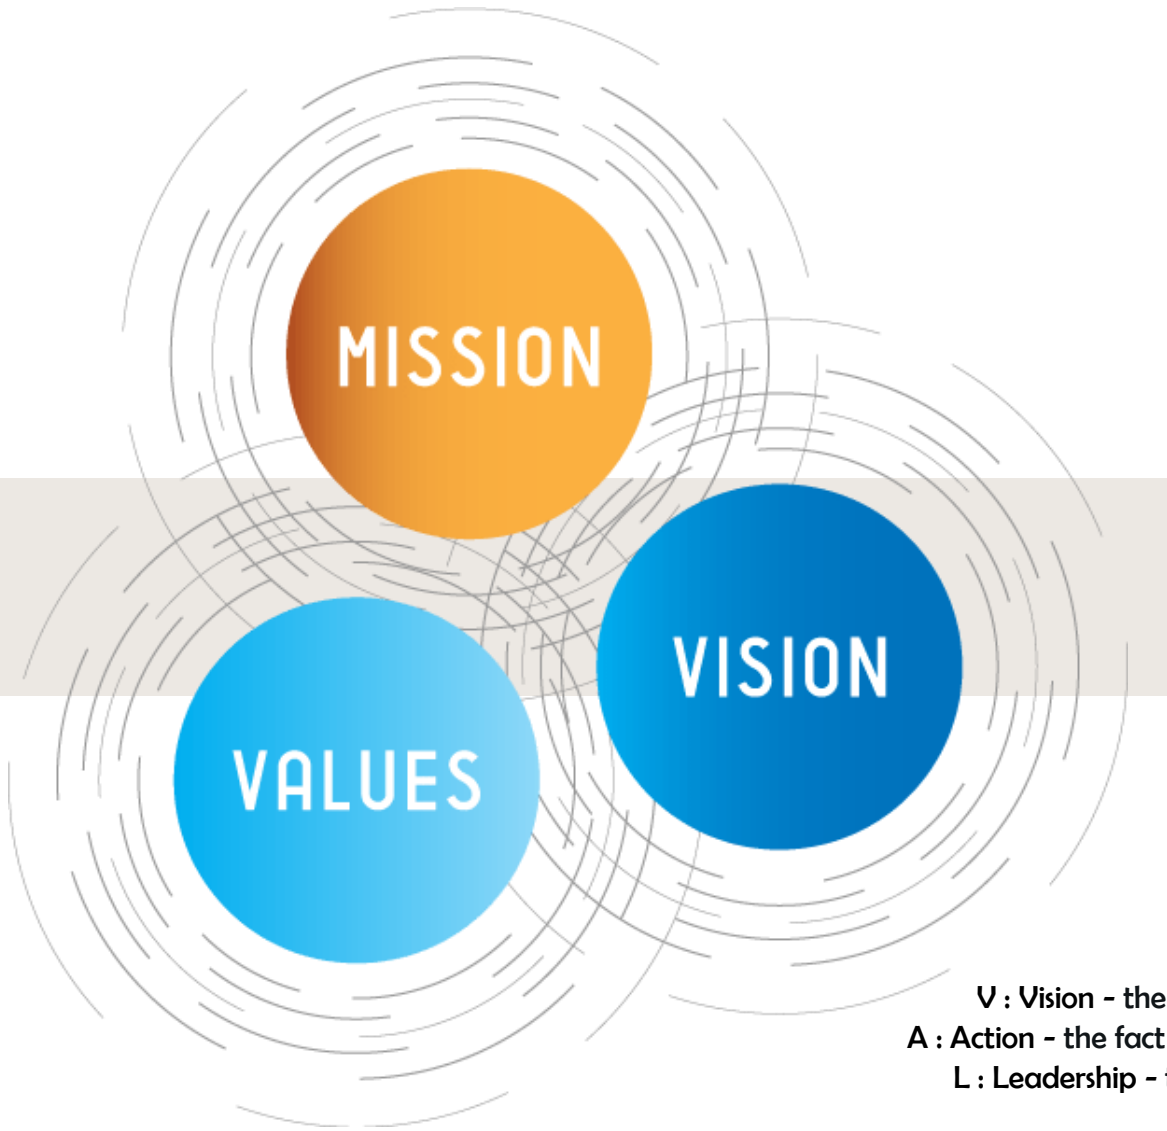 MISSION
VISION
VALUES
V : Vision - the
A : Action - the fact
L : Leadership -